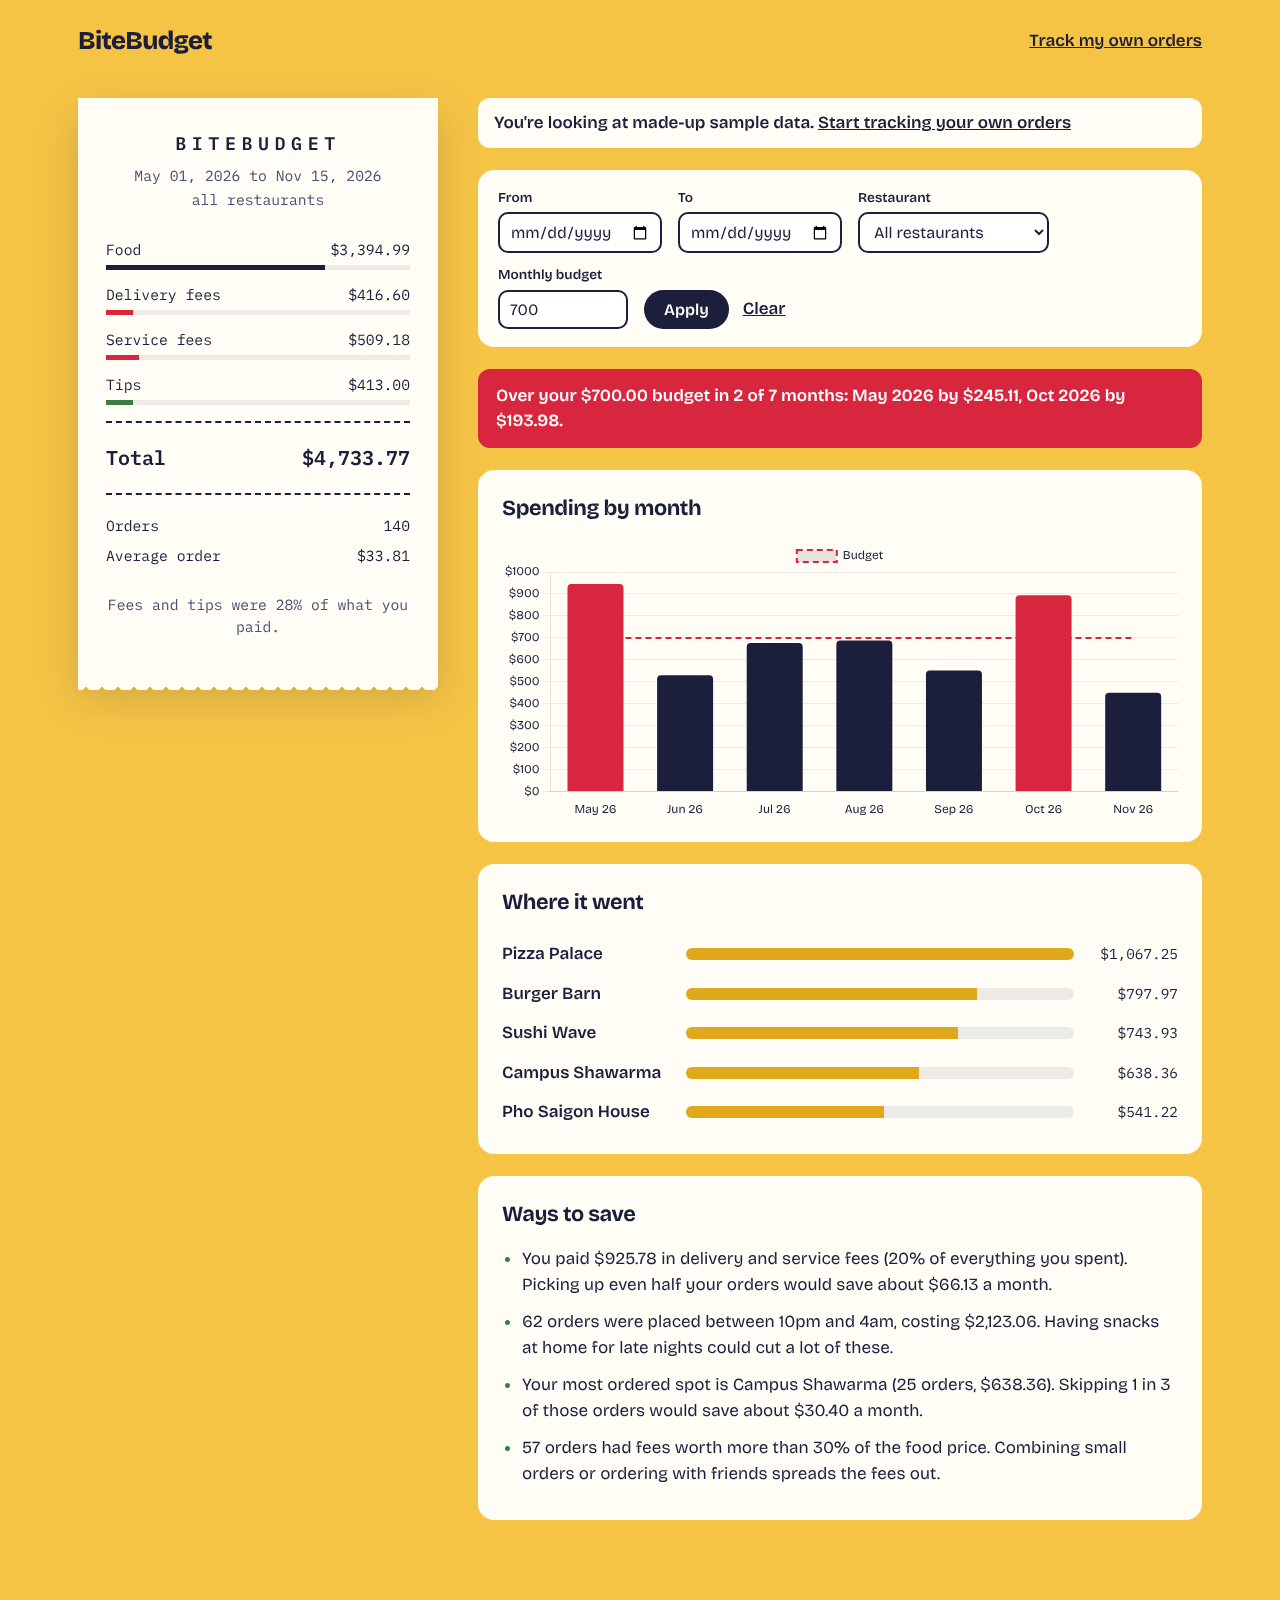 BiteBudget
Track my own orders
BITEBUDGET
May 01, 2026 to Nov 15, 2026
all restaurants
Food $3,394.99
Delivery fees $416.60
Service fees $509.18
Tips $413.00
Total $4,733.77
Orders 140
Average order $33.81
Fees and tips were 28% of what you
paid.
You're looking at made-up sample data. Start tracking your own orders
From To Restaurant
mm/dd/yyyy mm/dd/yyyy All restaurants
Monthly budget
700 Apply Clear
Over your $700.00 budget in 2 of 7 months: May 2026 by $245.11, Oct 2026 by
$193.98.
Spending by month
Budget
$1000
$900
$800
$700
$600
$500
$400
$300
$200
$100
$0
May 26 Jun 26 Jul 26 Aug 26 Sep 26 Oct 26 Nov 26
Where it went
Pizza Palace $1,067.25
Burger Barn $797.97
Sushi Wave $743.93
Campus Shawarma $638.36
Pho Saigon House $541.22
Ways to save
You paid $925.78 in delivery and service fees (20% of everything you spent).
Picking up even half your orders would save about $66.13 a month.
62 orders were placed between 10pm and 4am, costing $2,123.06. Having snacks
at home for late nights could cut a lot of these.
Your most ordered spot is Campus Shawarma (25 orders, $638.36). Skipping 1 in 3
of those orders would save about $30.40 a month.
57 orders had fees worth more than 30% of the food price. Combining small
orders or ordering with friends spreads the fees out.